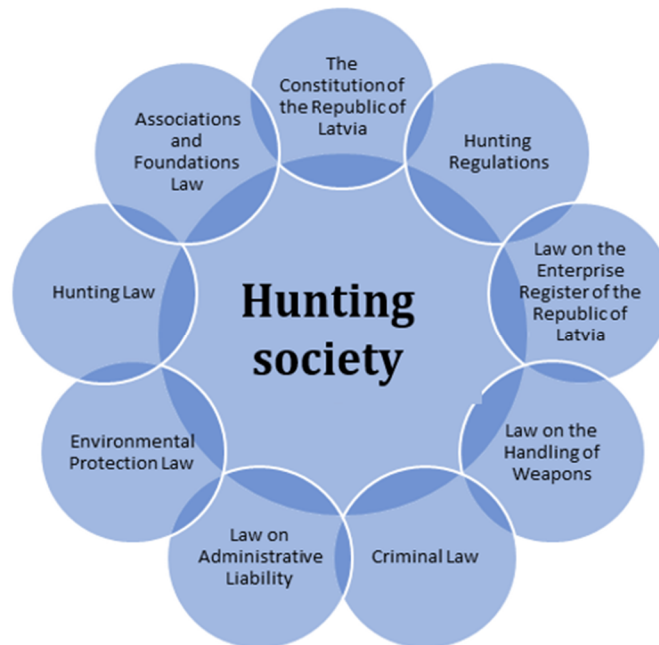 The
Constitution of
the Republic of
Latvia
Hunting
Regulations
Law on the
Enterprise
Register of the
Republic of
Latvia
Law on the
Handling of
Weapons
Criminal Law
Law on
Administrative
Liability
Environmental
Protection Law
Hunting Law
Associations
and
Foundations
Law
Hunting
society